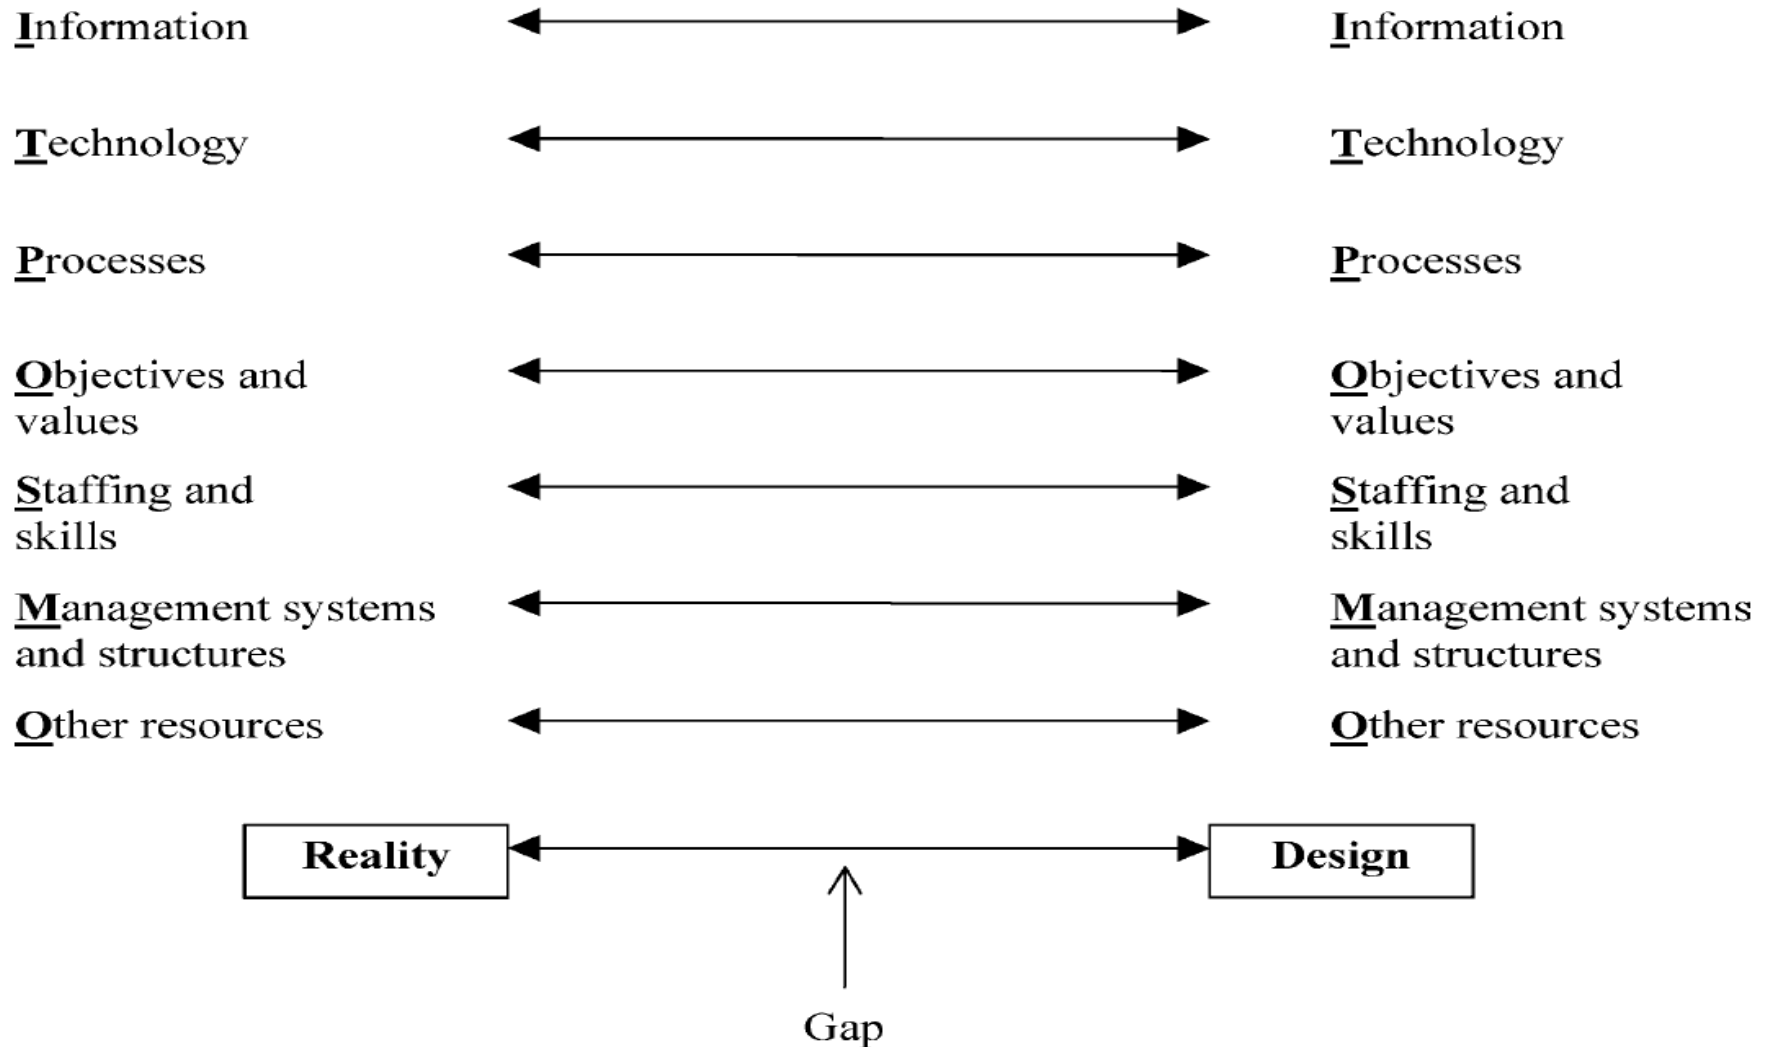 Information Information
Technology Technology
Processes Processes
Objectives and Objectives and
values values
Staffing and Staffing and
skills skills
Management systems Management systems
and structures and structures
Other resources Other resources
Reality Design
Gap